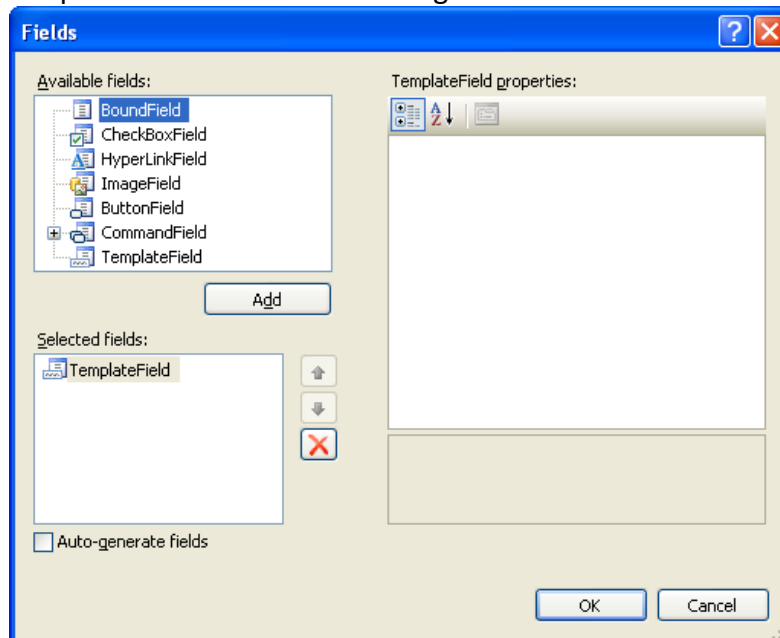 Fields
Available fields:
BoundField
CheckBoxField
HyperLinkField
ImageField
ButtonField
CommandField
TemplateField
Add
Selected fields:
TemplateField
Auto-generate fields
TemplateField properties:
OK
Cancel